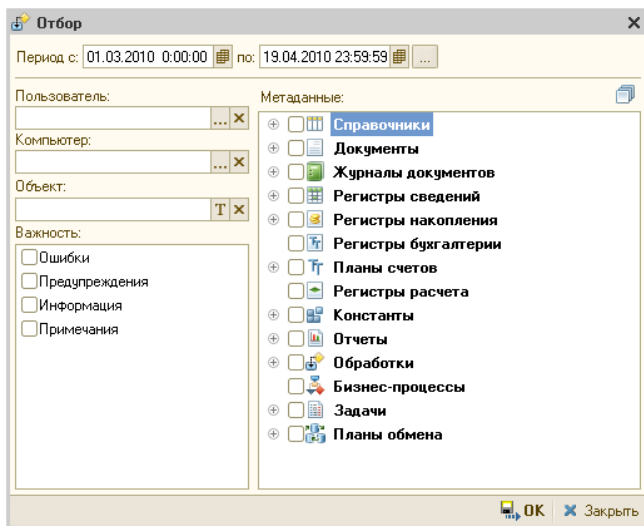 Отбор
Период с: 01.03.2010 0:00:00 по: 19.04.2010 23:59:59 ...
Пользователь:
...
Компьютер:
...
Объект:
T
Важность:
Ошибки
Предупреждения
Информация
Примечания
Метаданные:
Справочники
Документы
Журналы документов
Регистры сведений
Регистры накопления
Регистры бухгалтерии
Планы счетов
Регистры расчета
Константы
Отчеты
Обработки
Бизнес-процессы
Задачи
Планы обмена
OK Закрыть